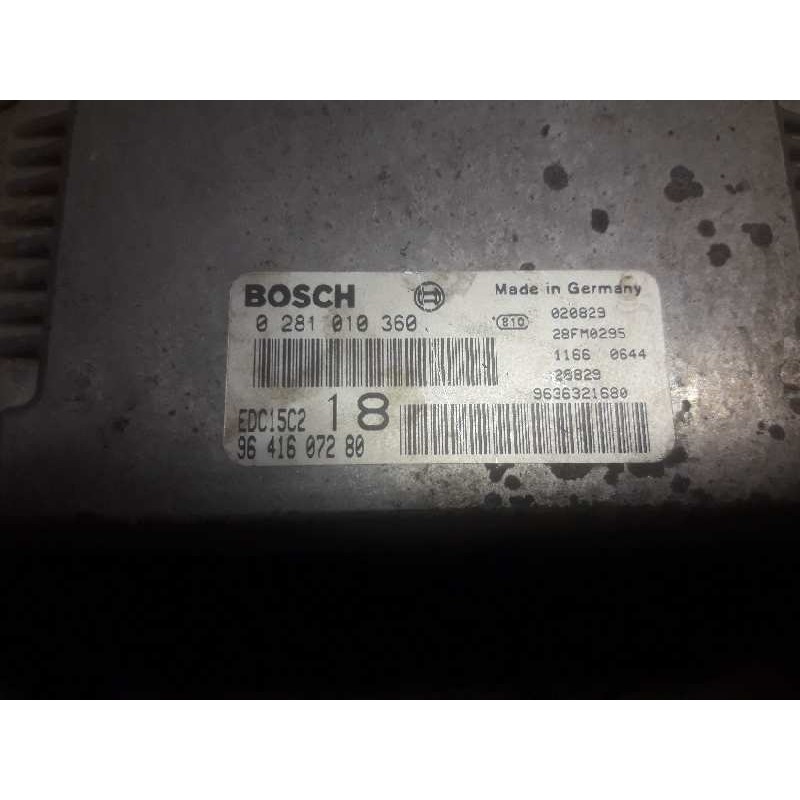 BOSCH
Made in Germany
0 281 010 360
810
020829
28FM0295
1166 0644
28829
9636321680
EDC15C2
18
96 416 072 80